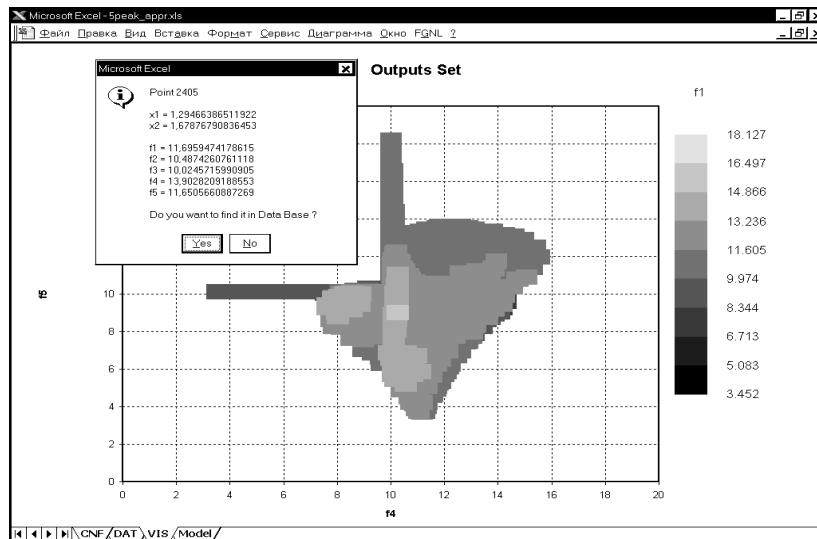 Microsoft Excel - 5peak_appr.xls
Файл Правка Вид Вставка Формат Сервис Диаграмма Окно FGNL ?
Microsoft Excel
Point 2405
x1 = 1,29466386511922
x2 = 1,67876790836453
f1 = 11,6959474178615
f2 = 10,4874260761118
f3 = 10,0245715990905
f4 = 13,9028209188553
f5 = 11,6505660887269
Do you want to find it in Data Base ?
Yes No
Outputs Set
f1
18.127
16.497
14.866
13.236
11.605
9.974
8.344
6.713
5.083
3.452
f5
10
8
6
4
2
0
0 2 4 6 8 10 12 14 16 18 20
f4
CNF DAT VIS Model